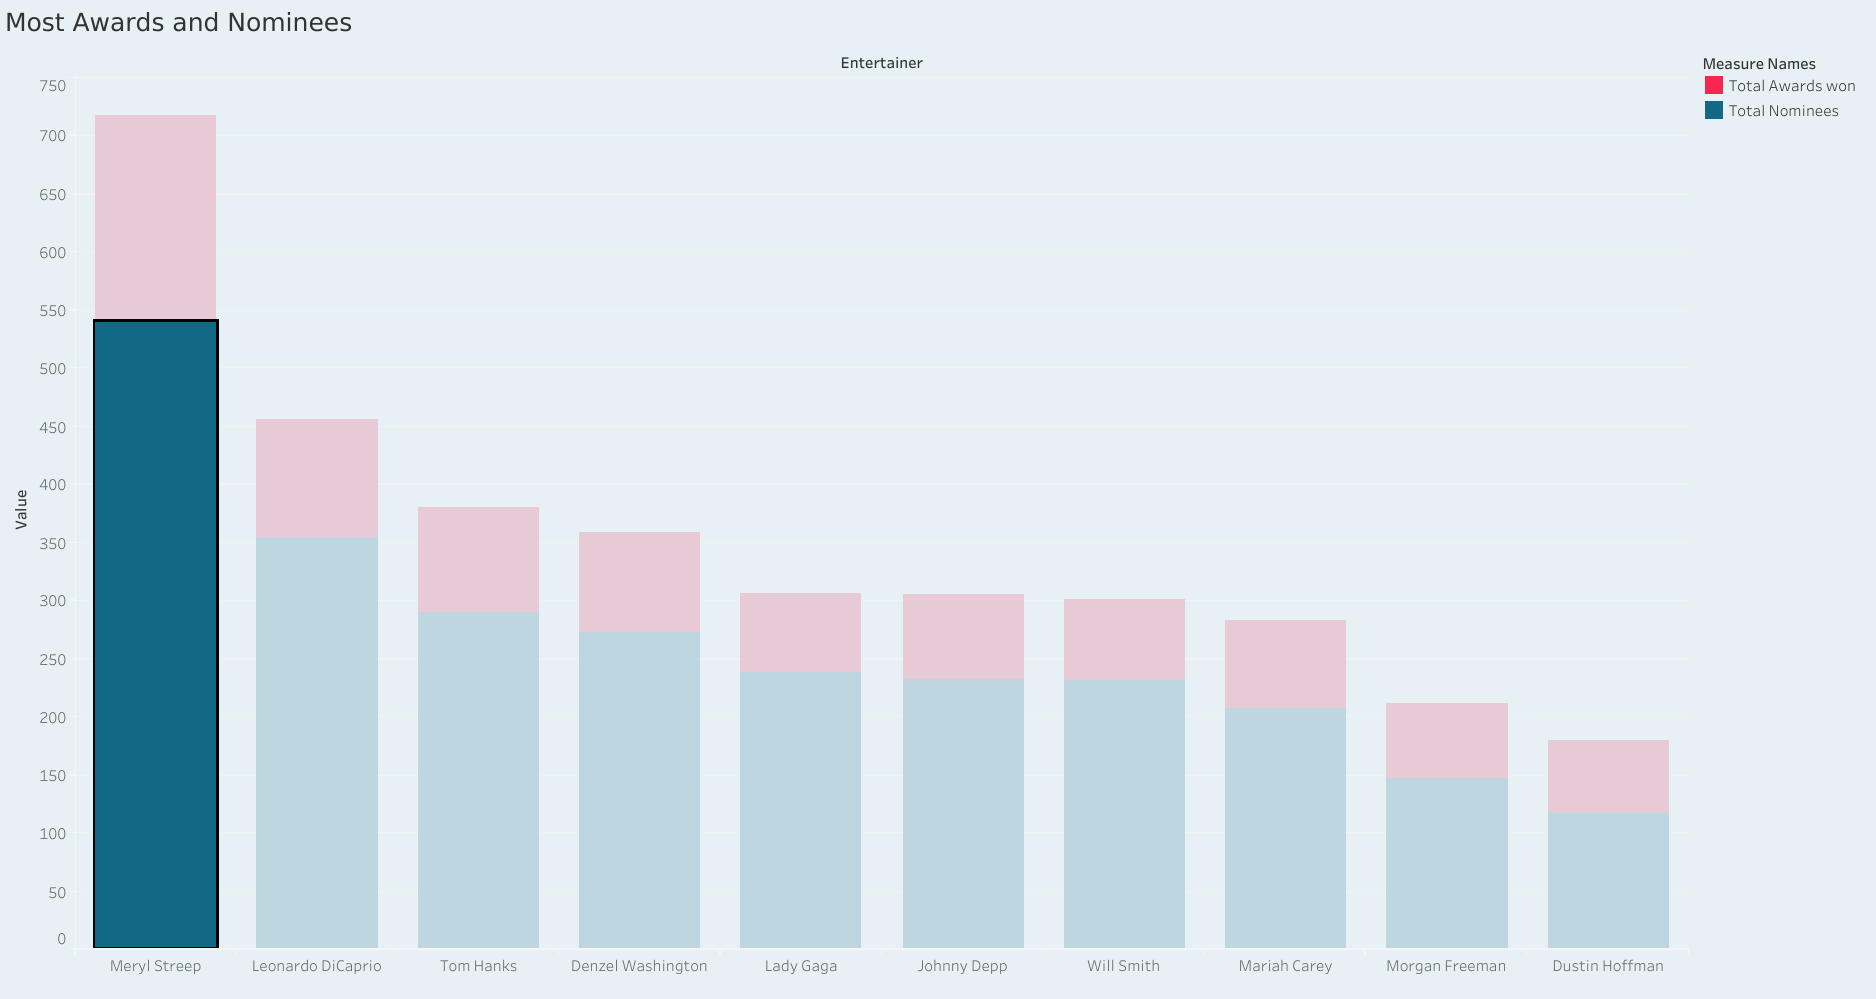 Most Awards and Nominees
Entertainer
Measure Names
Total Awards won
Total Nominees
750
700
650
600
550
500
450
400
350
300
250
200
150
100
50
0
Value
Meryl Streep
Leonardo DiCaprio
Tom Hanks
Denzel Washington
Lady Gaga
Johnny Depp
Will Smith
Mariah Carey
Morgan Freeman
Dustin Hoffman